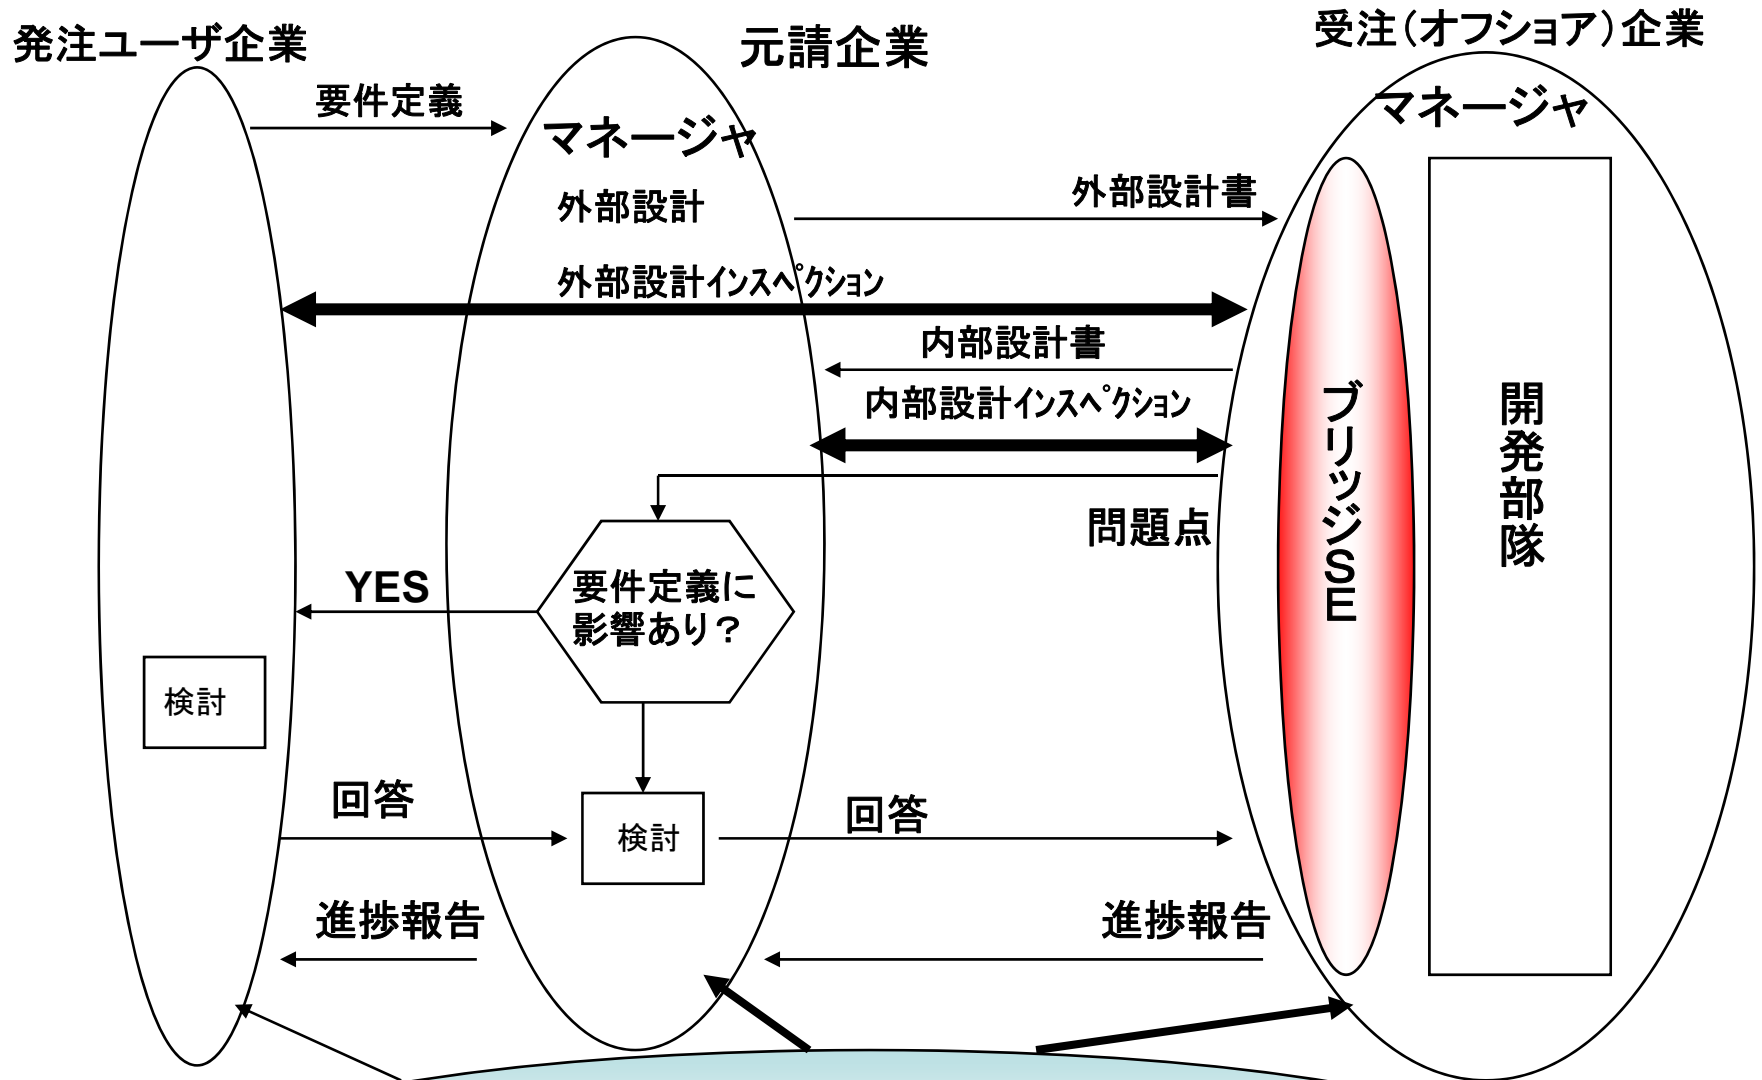 発注ユーザ企業
元請企業
受注（オフショア）企業
要件定義
マネージャ
マネージャ
外部設計
外部設計書
外部設計ｲﾝｽﾍﾟｸｼｮﾝ
内部設計書
内部設計ｲﾝｽﾍﾟｸｼｮﾝ
問題点
ブリッジＳＥ
開発部隊
YES
要件定義に
影響あり？
検討
回答
検討
回答
進捗報告
進捗報告